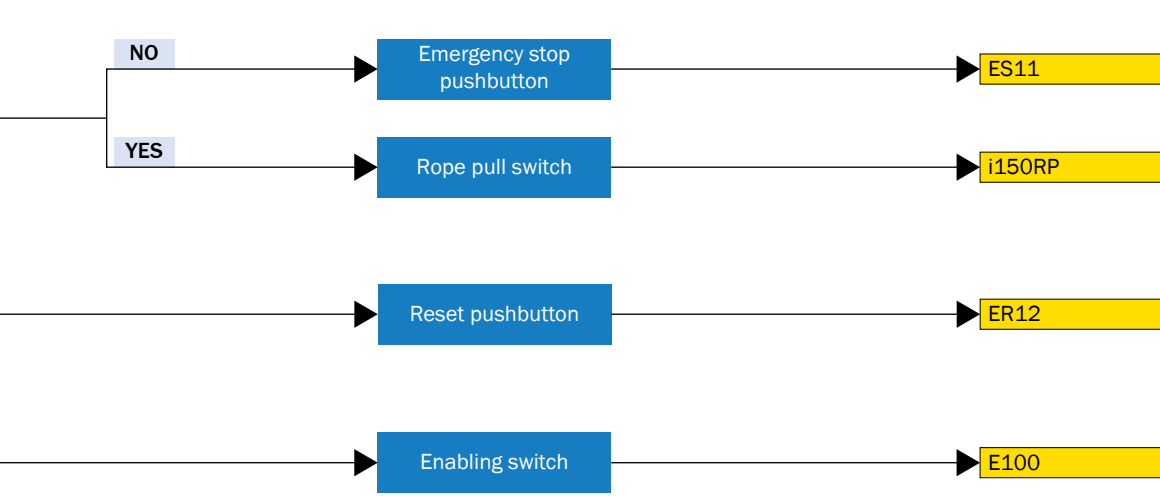 NO
Emergency stop
pushbutton
ES11
YES
Rope pull switch
i150RP
Reset pushbutton
ER12
Enabling switch
E100